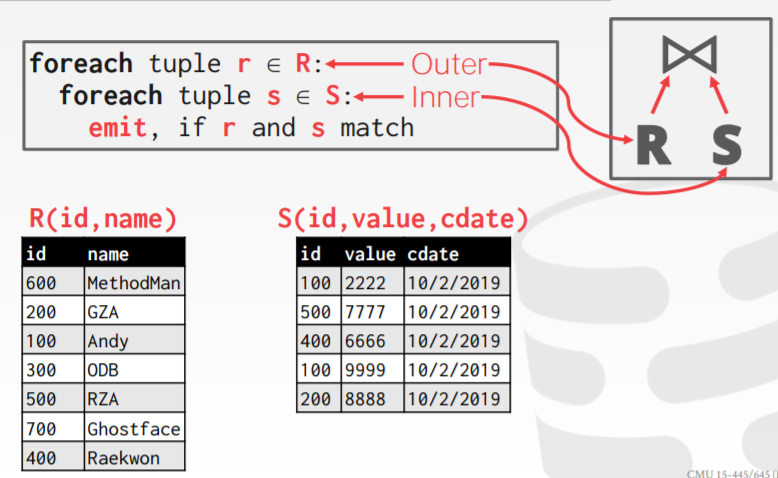 foreach tuple r ∈ R: Outer
foreach tuple s ∈ S: Inner
emit, if r and s match
⋈
R S
R(id,name)
id name
600 MethodMan
200 GZA
100 Andy
300 ODB
500 RZA
700 Ghostface
400 Raekwon
S(id,value,cdate)
id value cdate
100 2222 10/2/2019
500 7777 10/2/2019
400 6666 10/2/2019
100 9999 10/2/2019
200 8888 10/2/2019
CMU 15-445/645 (